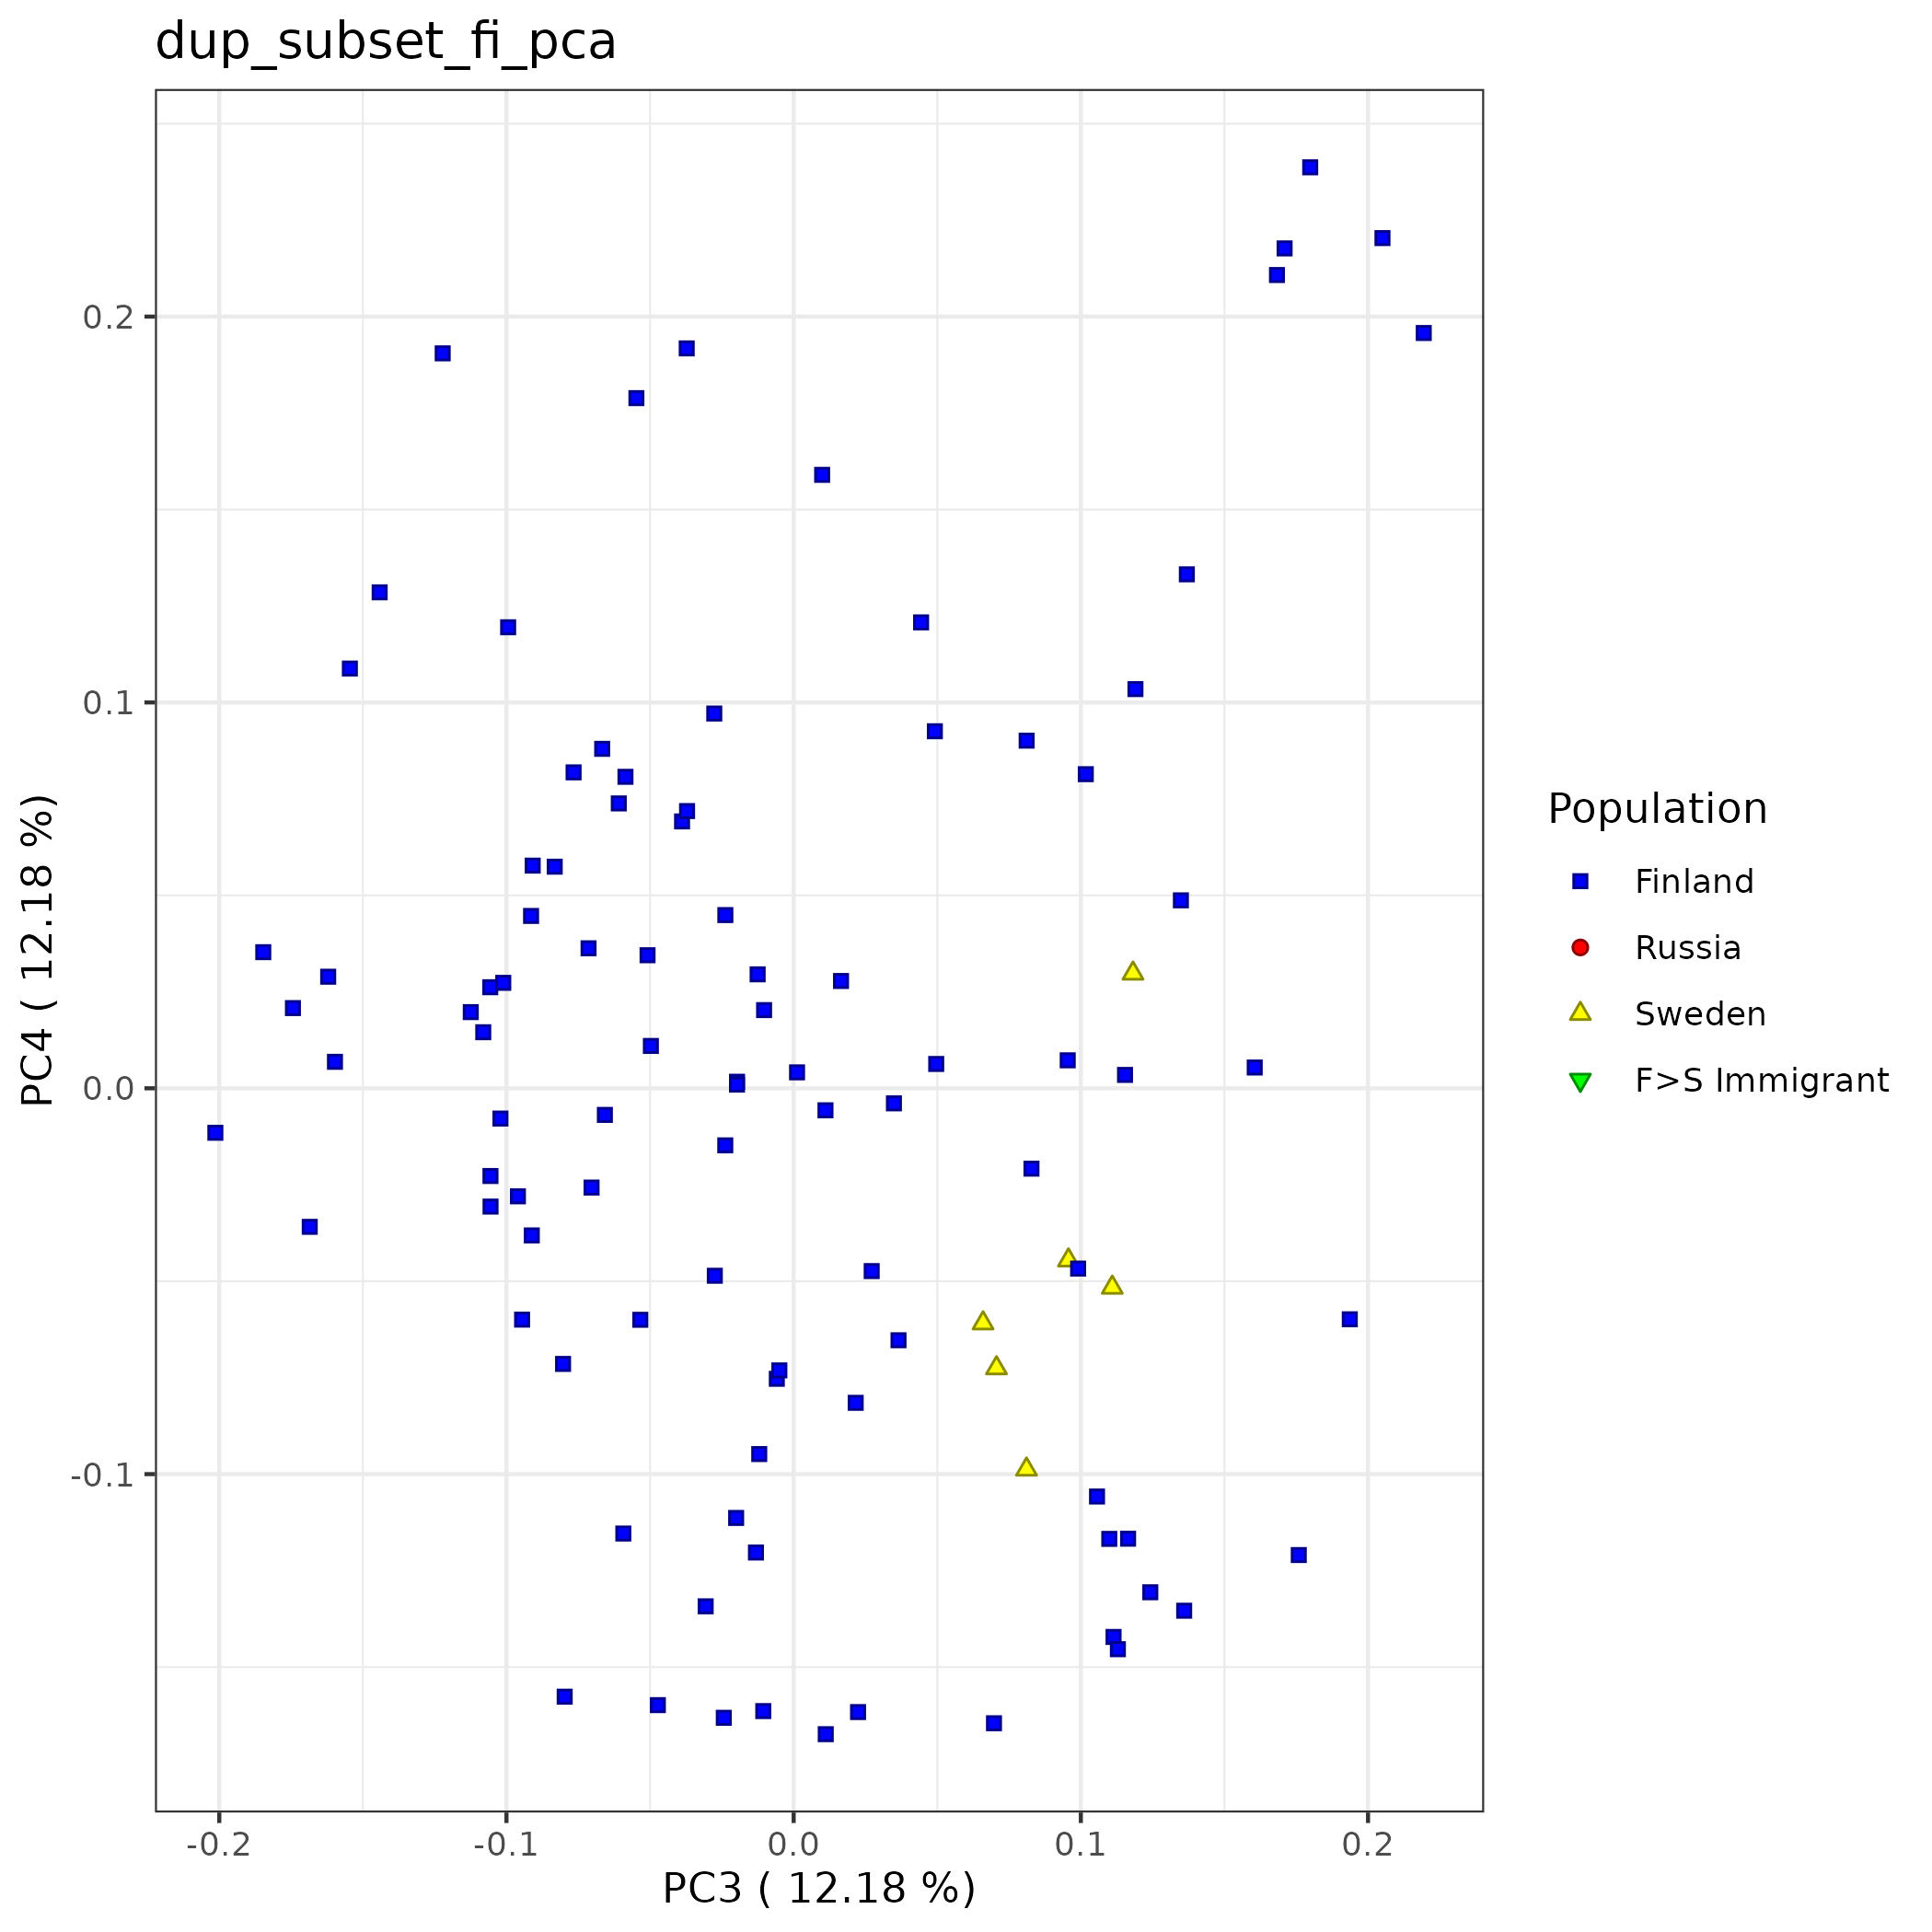 dup_subset_fi_pca
PC4 ( 12.18 %)
0.2
0.1
0.0
-0.1
-0.2
-0.1
0.0
0.1
0.2
PC3 ( 12.18 %)
Population
Finland
Russia
Sweden
F>S Immigrant